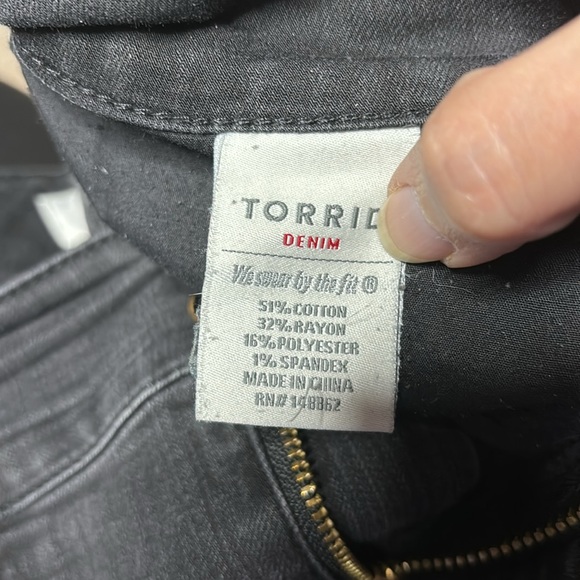 TORRID
DENIM
We swear by the fit®
51% COTTON
32% RAYON
16% POLYESTER
1% SPANDEX
MADE IN CHINA
RN# 148862